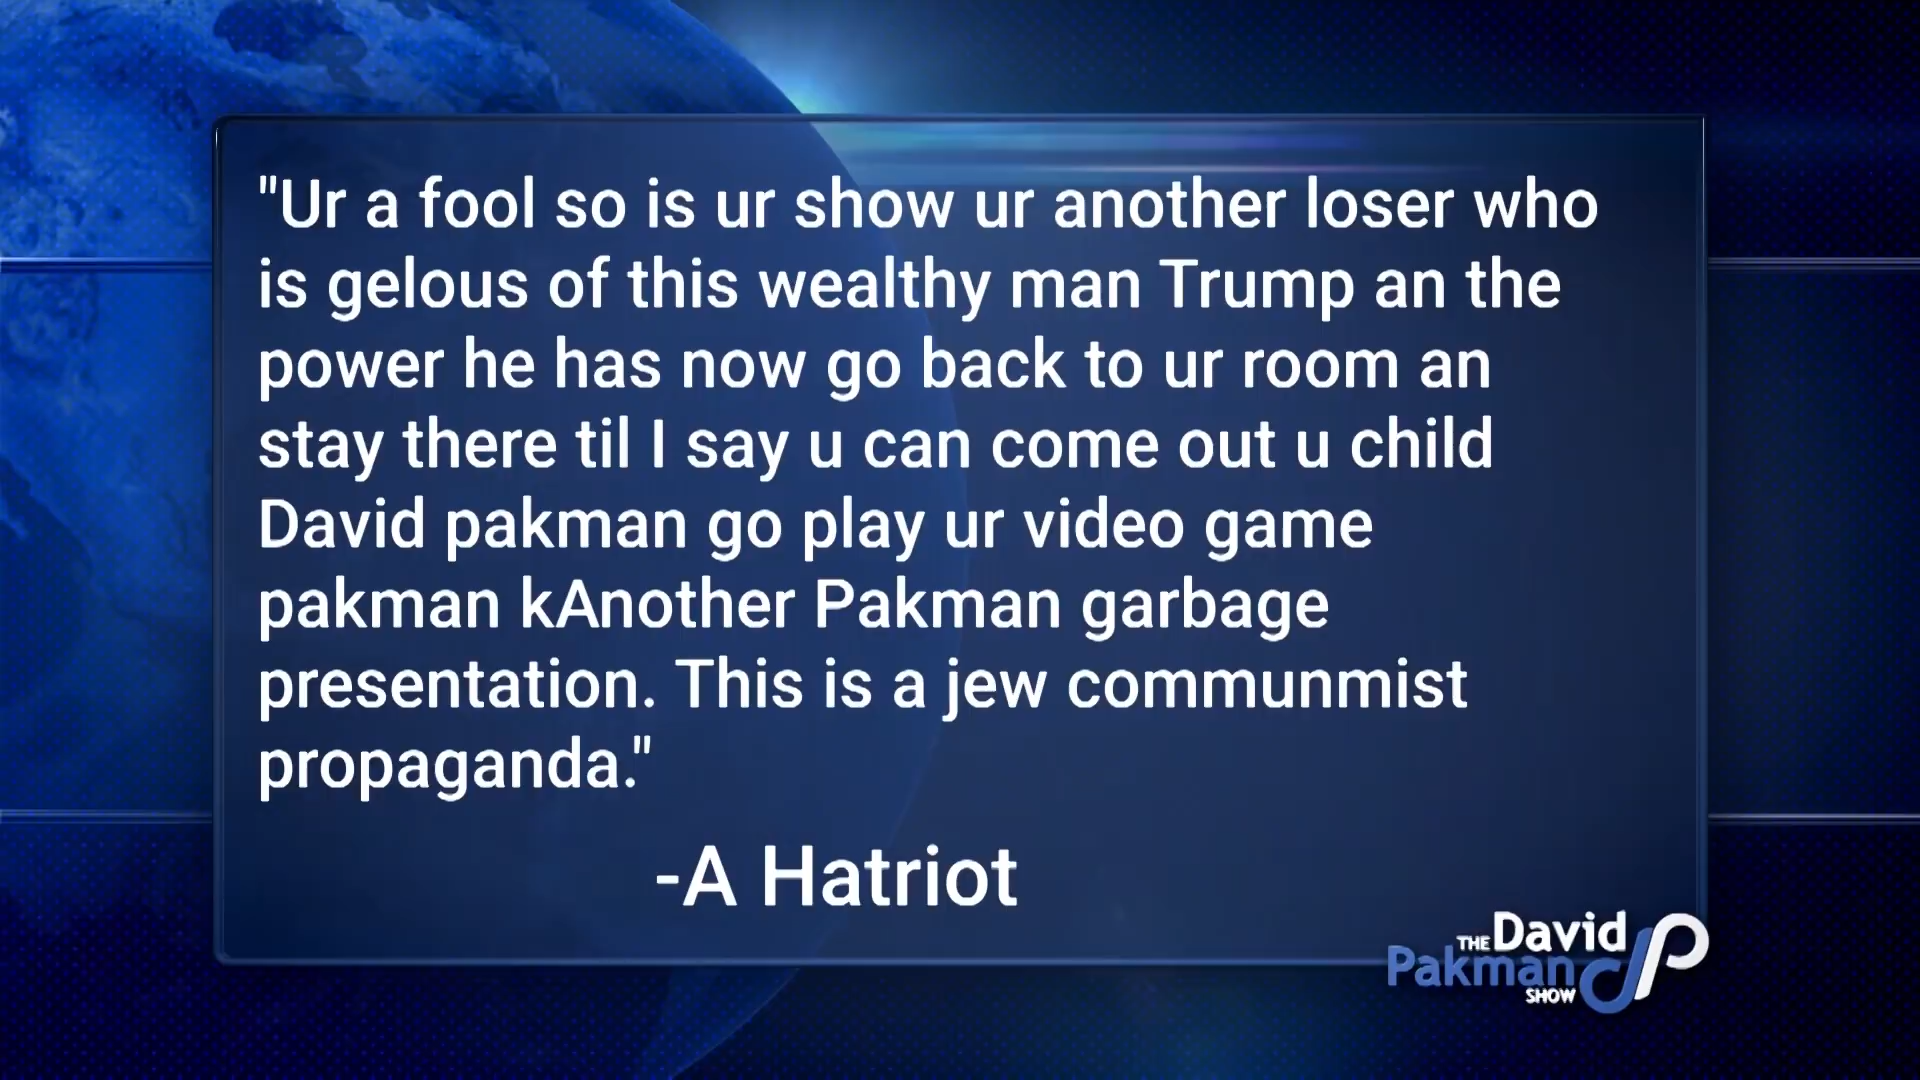 "Ur a fool so is ur show ur another loser who
is gelous of this wealthy man Trump an the
power he has now go back to ur room an
stay there til I say u can come out u child
David pakman go play ur video game
pakman kAnother Pakman garbage
presentation. This is a jew communmist
propaganda."
-A Hatriot
THE David
Pakman
SHOW